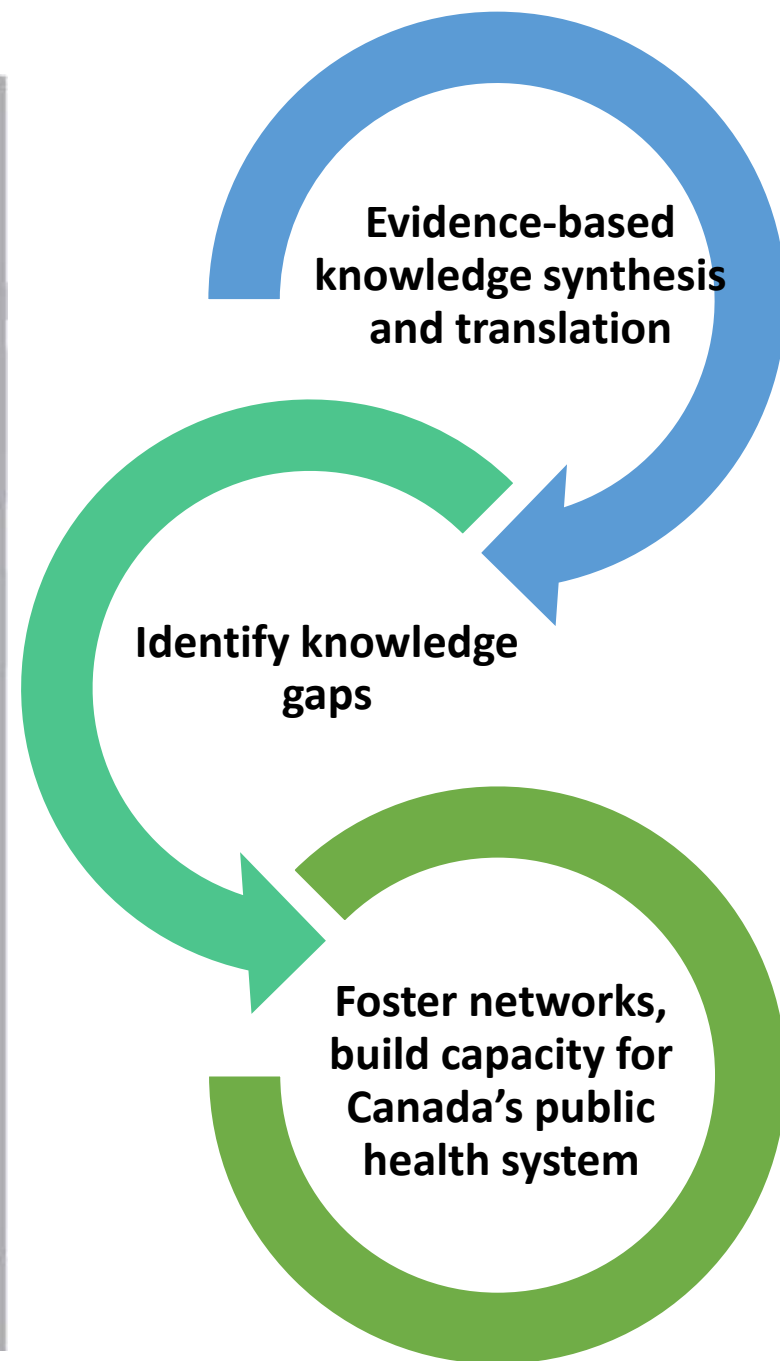 Evidence-based
knowledge synthesis
and translation
Identify knowledge
gaps
Foster networks,
build capacity for
Canada’s public
health system